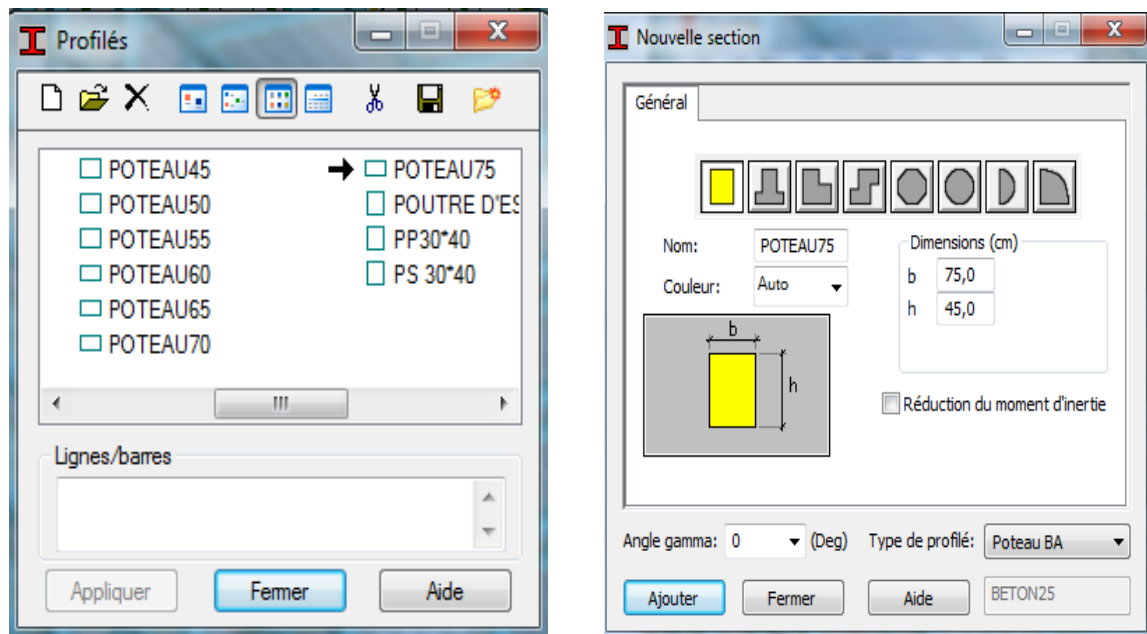 Profilés
POTEAU45
POTEAU50
POTEAU55
POTEAU60
POTEAU65
POTEAU70
POTEAU75
POUTRE D'ES
PP30*40
PS 30*40
Lignes/barres
Appliquer Fermer Aide
Nouvelle section
Général
Nom: POTEAU75
Couleur: Auto
Dimensions (cm)
b 75,0
h 45,0
b
h
Réduction du moment d'inertie
Angle gamma: 0 (Deg) Type de profilé: Poteau BA
Ajouter Fermer Aide BETON25